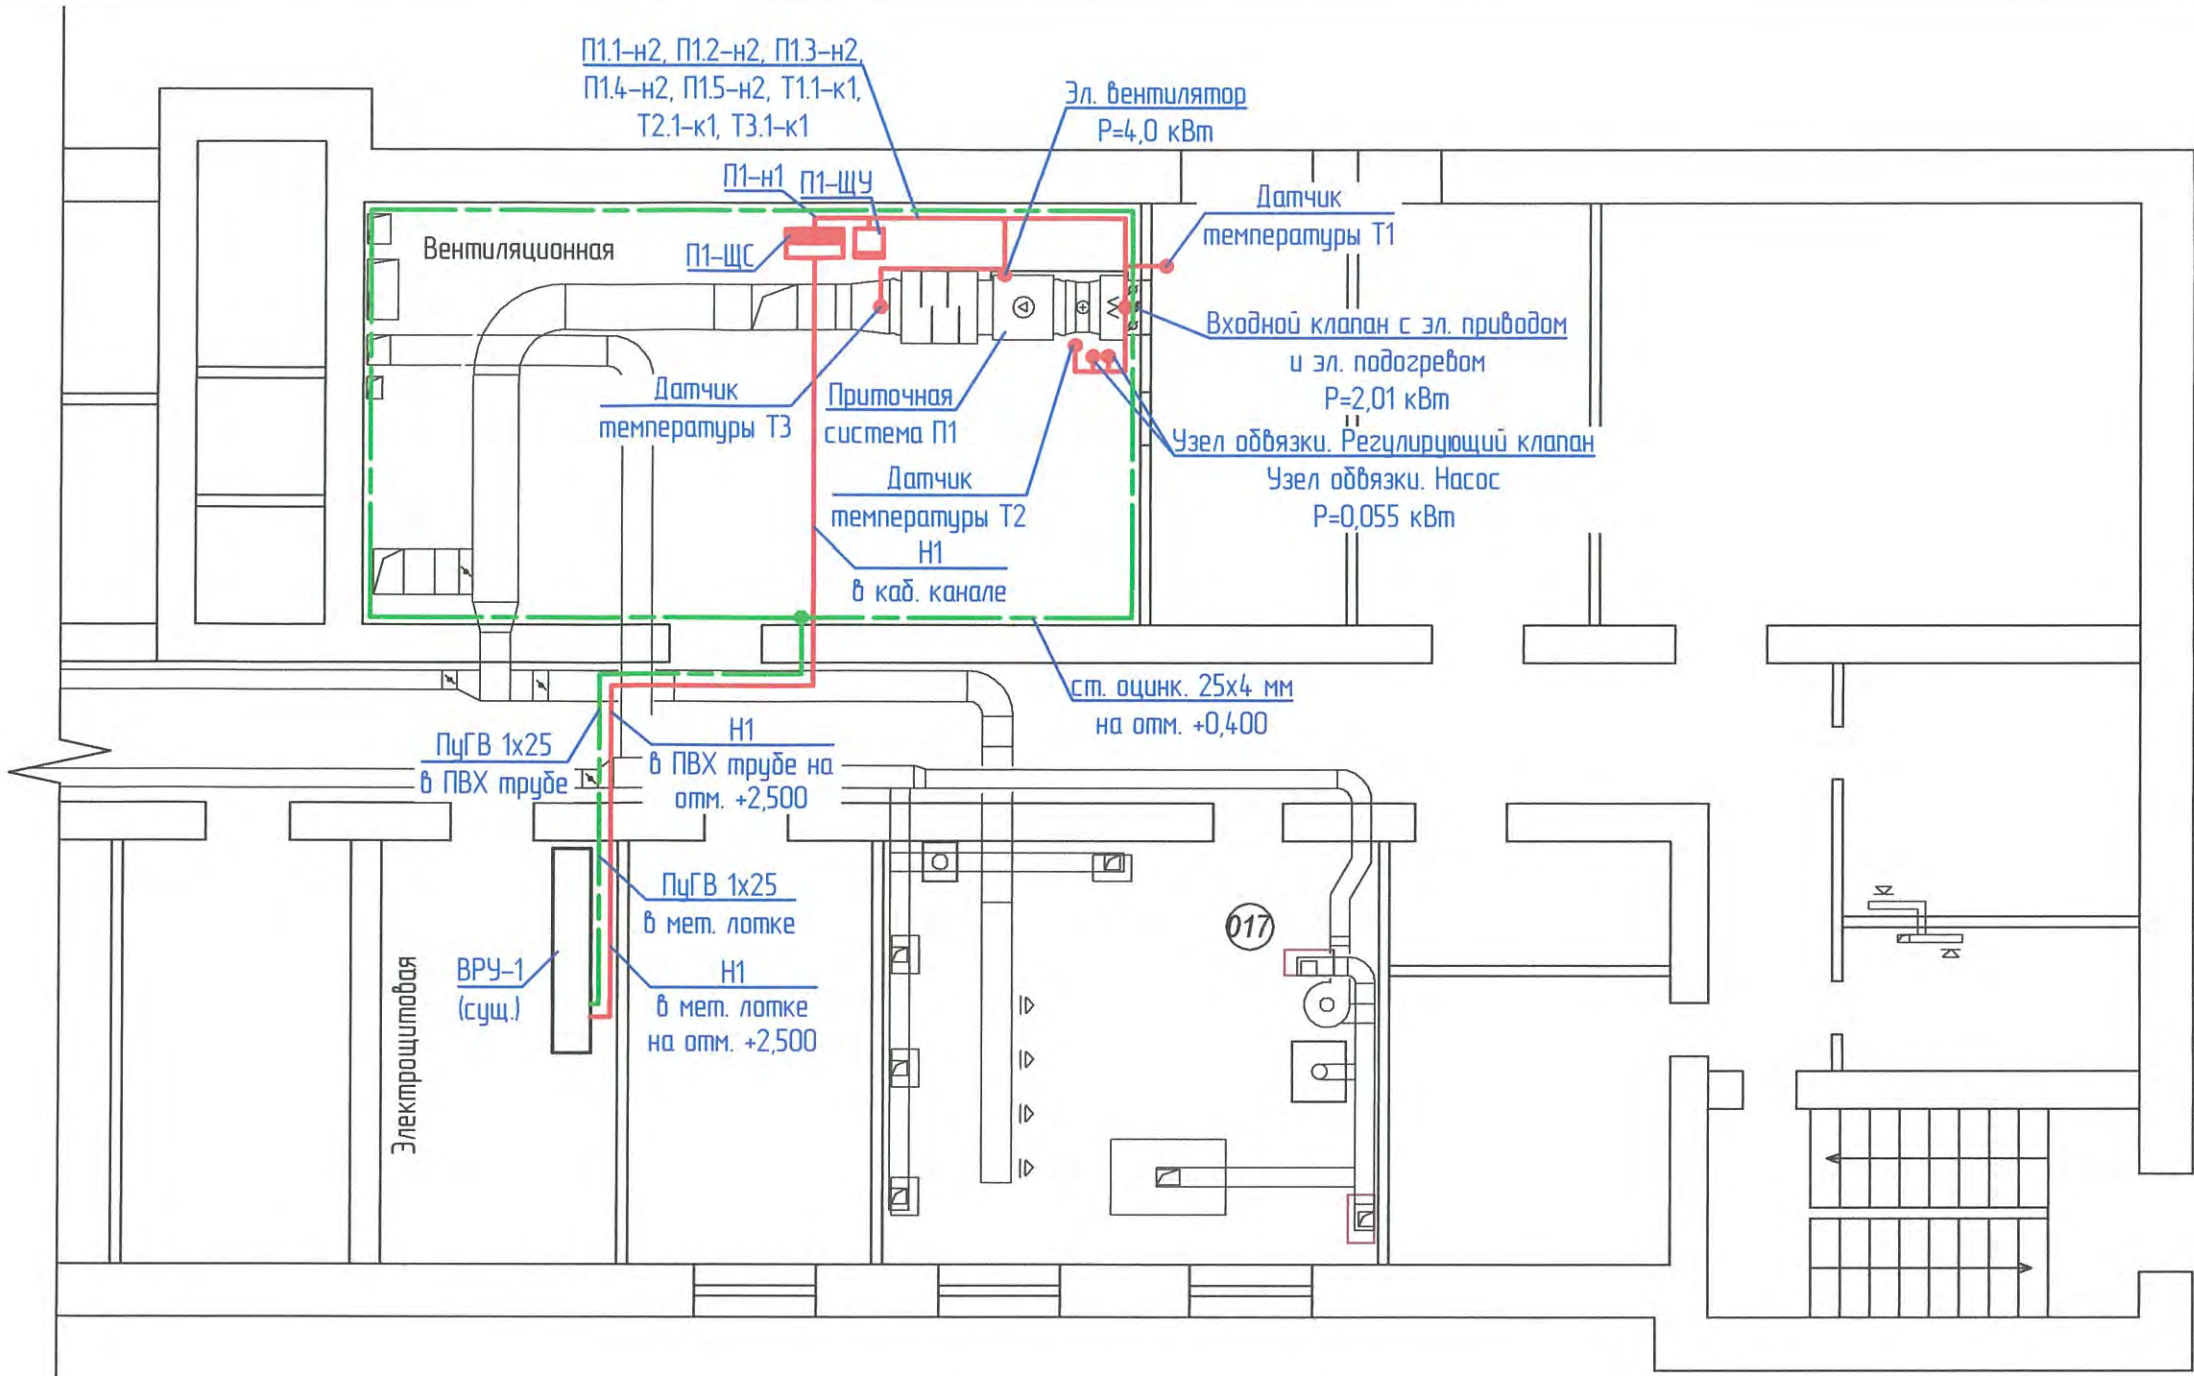 П1.1-н2, П1.2-н2, П1.3-н2,
П1.4-н2, П1.5-н2, Т1.1-к1,
Т2.1-к1, Т3.1-к1
Эл. вентилятор
Р=4,0 кВт
П1-н1
П1-ЩУ
Датчик
температуры Т1
Вентиляционная
П1-ЩС
Входной клапан с эл. приводом
и эл. подогревом
Р=2,01 кВт
Датчик
температуры Т3
Приточная
система П1
Узел обвязки. Регулирующий клапан
Узел обвязки. Насос
Р=0,055 кВт
Датчик
температуры Т2
Н1
в каб. канале
ст. оцинк. 25х4 мм
на отм. +0,400
ПуГВ 1х25
в ПВХ трубе
Н1
в ПВХ трубе на
отм. +2,500
ПуГВ 1х25
в мет. лотке
017
ВРУ-1
(сущ.)
Н1
в мет. лотке
на отм. +2,500
Электрощитовая